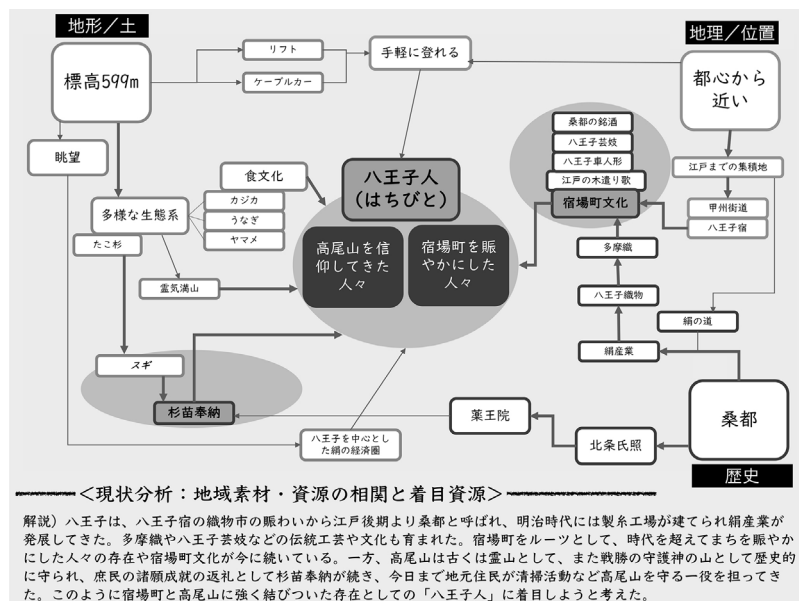 地形/土
標高599m
リフト
ケーブルカー
手軽に登れる
地理/位置
都心から
近い
眺望
多様な生態系
食文化
カジカ
うなぎ
ヤマメ
たこ杉
霊気満山
スギ
杉苗奉納
八王子人
(はちびと)
高尾山を信
仰してきた
人々
宿場町を賑
やかにした
人々
桑都の銘酒
八王子芸妓
八王子車人形
江戸の木遣り歌
宿場町文化
江戸までの集積地
甲州街道
八王子宿
多摩織
八王子織物
絹の道
絹産業
八王子を中心とし
た絹の経済圏
薬王院
北条氏照
桑都
歴史
<現状分析:地域素材・資源の相関と着目資源>
解説)八王子は、八王子宿の織物市の賑わいから江戸後期より桑都と呼ばれ、明治時代には製糸工場が建てられ絹産業が
発展してきた。多摩織や八王子芸妓などの伝統工芸や文化も育まれた。宿場町をルーツとして、時代を超えてまちを賑やか
にした人々の存在や宿場町文化が今に続いている。一方、高尾山は古くは霊山として、また戦勝の守護神の山として歴史的
に守られ、庶民の諸願成就の返礼として杉苗奉納が続き、今日まで地元住民が清掃活動など高尾山を守る一役を担ってき
た。このように宿場町と高尾山に強く結びついた存在としての「八王子人」に着目しようと考えた。